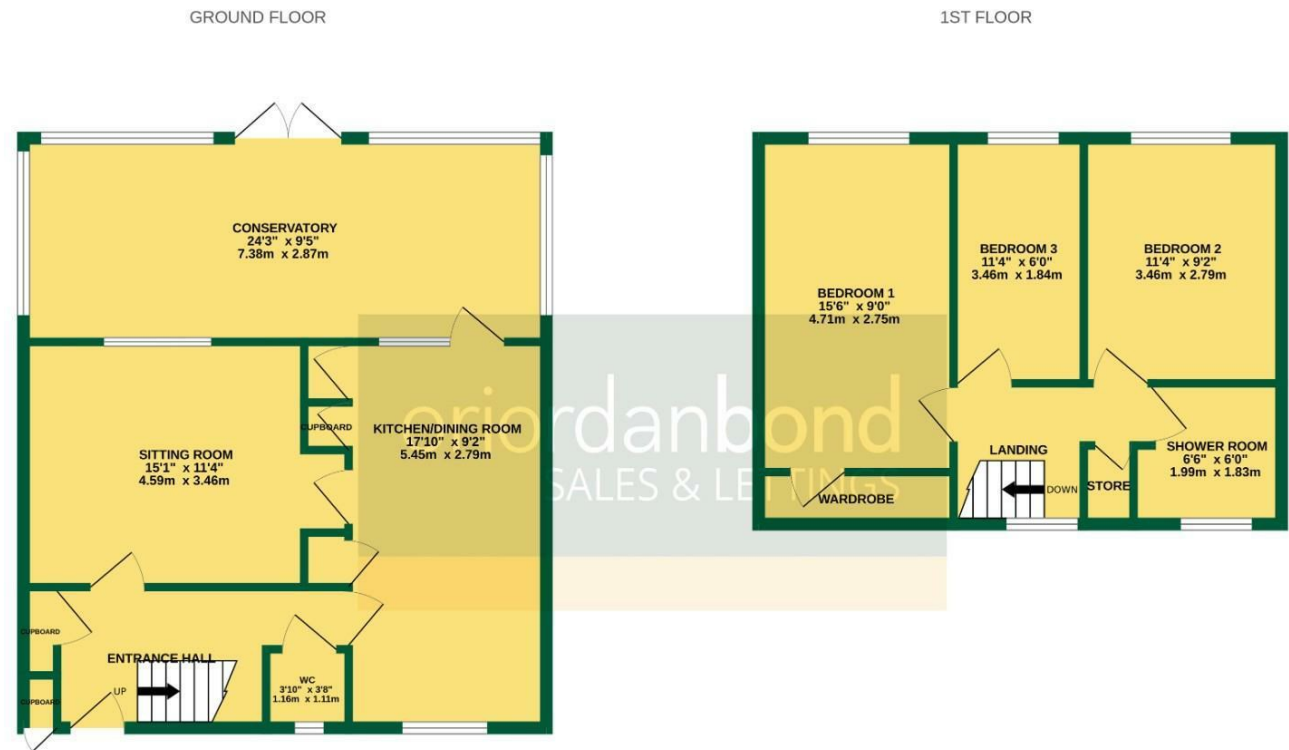 GROUND FLOOR
1ST FLOOR
CONSERVATORY
24'3" x 9'5"
7.38m x 2.87m
SITTING ROOM
15'1" x 11'4"
4.59m x 3.46m
CUPBOARD
KITCHEN/DINING ROOM
17'10" x 9'2"
5.45m x 2.79m
CUPBOARD
ENTRANCE HALL
UP
CUPBOARD
WC
3'10" x 3'8"
1.16m x 1.11m
BEDROOM 1
15'6" x 9'0"
4.71m x 2.75m
BEDROOM 3
11'4" x 6'0"
3.46m x 1.84m
BEDROOM 2
11'4" x 9'2"
3.46m x 2.79m
WARDROBE
LANDING
DOWN
STORE
SHOWER ROOM
6'6" x 6'0"
1.99m x 1.83m
oriordanbond
SALES & LETTINGS